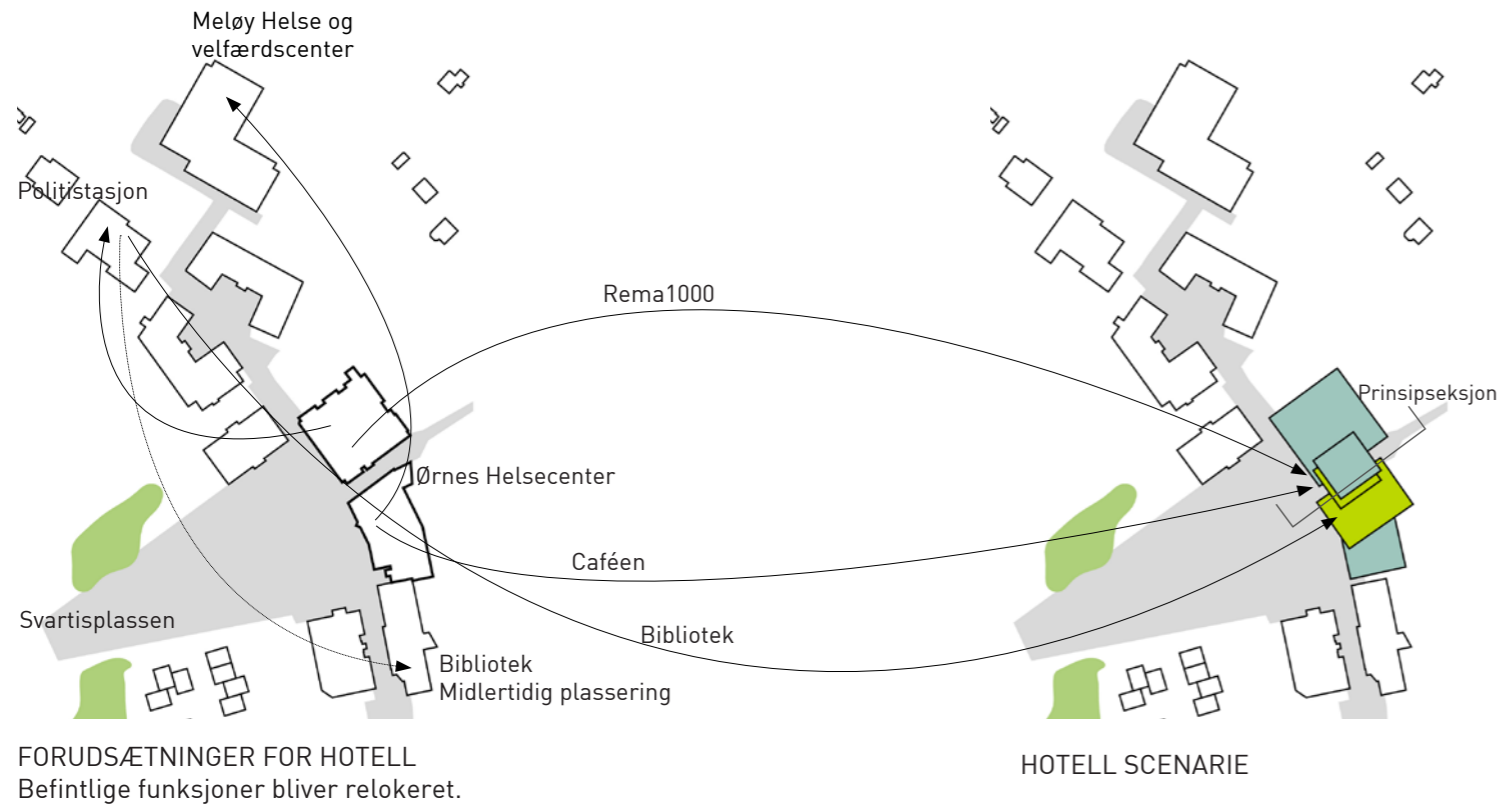 Meløy Helse og
velfærdscenter
Politistasjon
Rema1000
Prinsipseksjon
Ørnes Helsecenter
Caféen
Svartisplassen
Bibliotek
Bibliotek
Midlertidig plassering
FORUDSÆTNINGER FOR HOTELL
Befintlige funksjoner bliver relokeret.
HOTELL SCENARIE